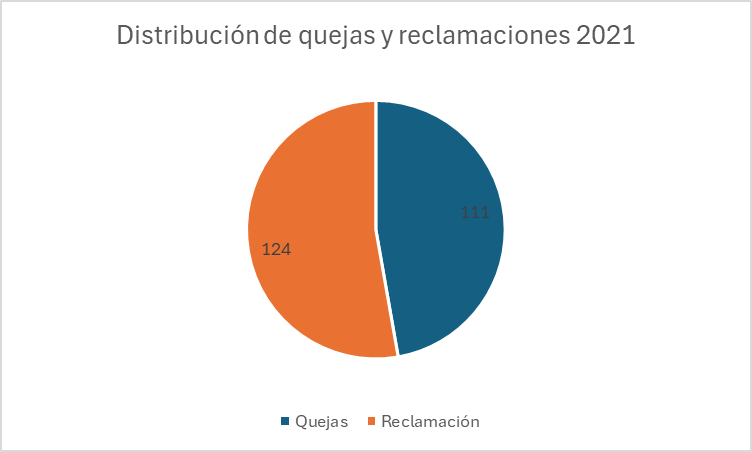 Distribución de quejas y reclamaciones 2021
111
124
Quejas
Reclamación